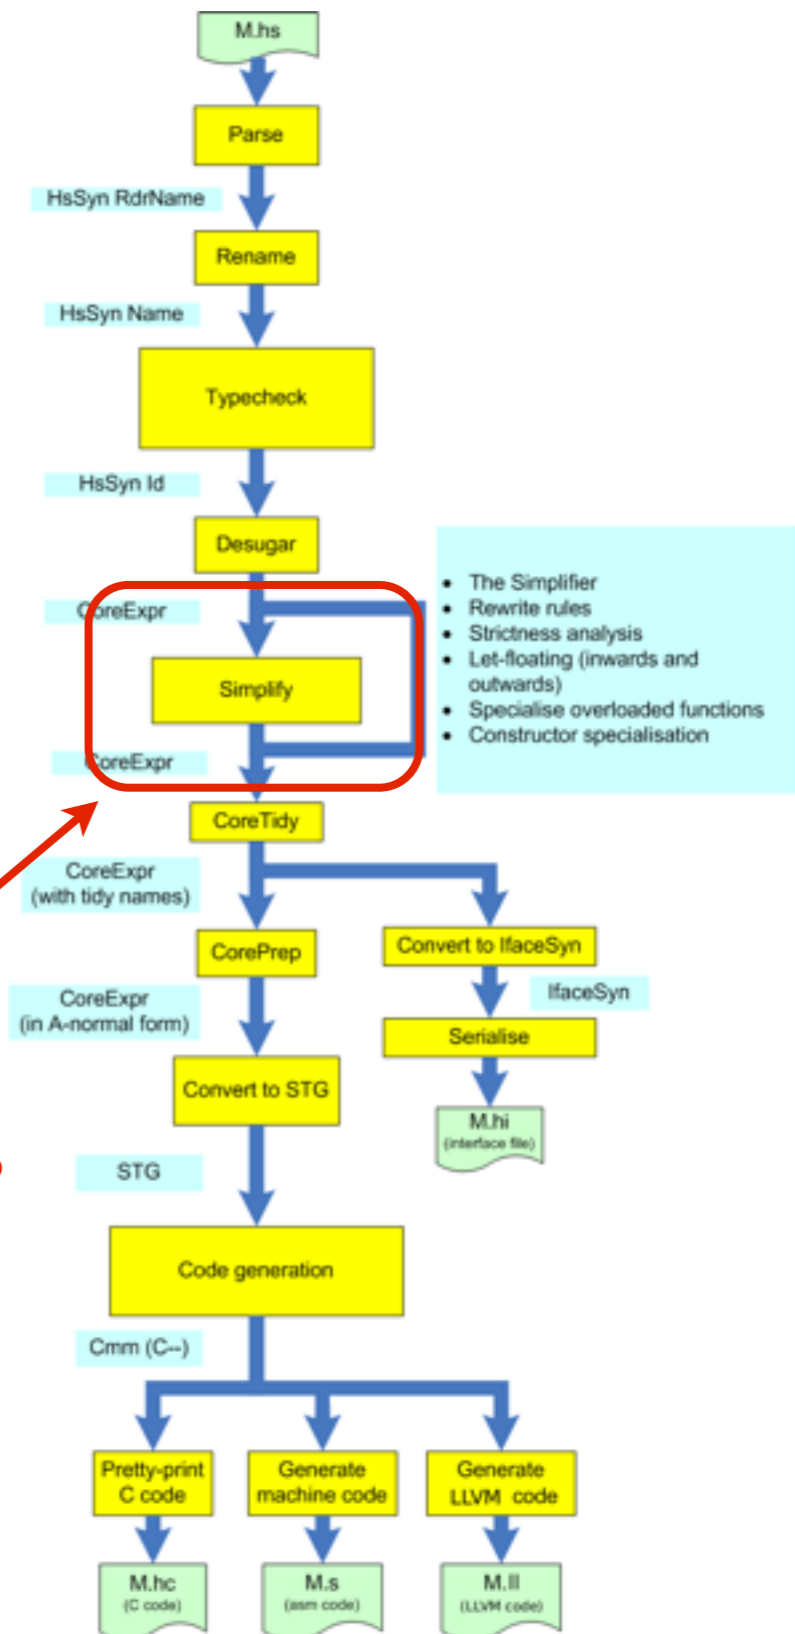 M.hs
Parse
HsSyn RdrName
Rename
HsSyn Name
Typecheck
HsSyn Id
Desugar
CoreExpr
Simplify
CoreExpr
• The Simplifier
• Rewrite rules
• Strictness analysis
• Let-floating (inwards and
outwards)
• Specialise overloaded functions
• Constructor specialisation
CoreTidy
CoreExpr
(with tidy names)
CorePrep
Convert to IfaceSyn
CoreExpr
(in A-normal form)
IfaceSyn
Serialise
Convert to STG
M.hi
(interface file)
STG
Code generation
Cmm (C--)
Pretty-print
C code
Generate
machine code
Generate
LLVM code
M.hc
(C code)
M.s
(asm code)
M.ll
(LLVM code)